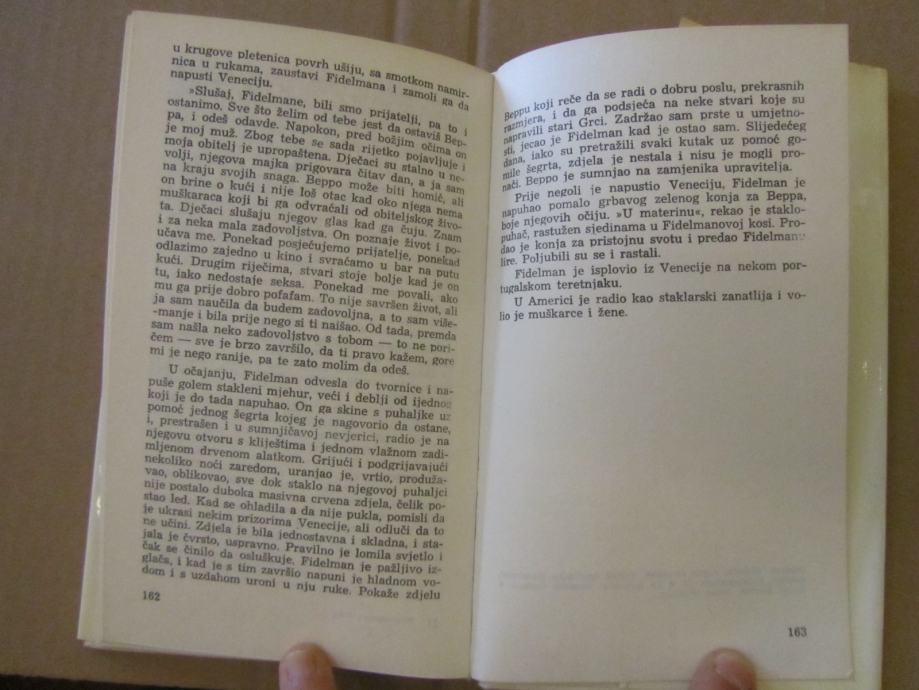 u krugove pletenica povrh ušiju, sa smotkom namir-
nica u rukama, zaustavi Fidelmana i zamoli ga da
napusti Veneciju.
»Slušaj, Fidelmane, bili smo prijatelji, pa to i
ostanimo. Sve što želim od tebe jest da ostaviš Bep-
pa, i odeš odavde. Napokon, pred božjim očima on
je moj muž. Zbog tebe se sada rijetko pojavljuje i
moja obitelj je upropaštena. Dječaci su stalno u ne-
volji, njegova majka prigovara čitav dan, a ja sam
na kraju svojih snaga. Beppo može biti homić, ali
on brine o kući i nije loš otac kad oko njega nema
muškaraca koji bi ga odvraćali od obiteljskog živo-
ta. Dječaci slušaju njegov glas kad ga čuju. Znam
i za neka mala zadovoljstva. On poznaje život i po-
učava me. Ponekad posjećujemo prijatelje, ponekad
odlazimo zajedno u kino i svraćamo u bar na putu
kući. Drugim riječima, stvari stoje bolje kad je on
tu, iako nedostaje seksa. Ponekad me povali, ako
mu ga prije dobro pofafam. To nije savršen život, ali
ja sam naučila da budem zadovoljna, a to sam više-
-manje i bila prije nego si ti naišao. Od tada, premda
sam našla neko zadovoljstvo s tobom — to ne pori-
čem — sve je brzo završilo, da ti pravo kažem, gore
mi je nego ranije, pa te zato molim da odeš.
U očajanju, Fidelman odvesla do tvornice i na-
puše golem stakleni mjehur, veći i deblji od ijednog
koji je do tada napuhao. On ga skine s puhaljke uz
pomoć jednog šegrta kojeg je nagovorio da ostane,
i, prestrašen i u sumnjičavoj nevjerici, radio je na
njegovu otvoru s kliještima i jednom vlažnom zadi-
mljenom drvenom alatkom. Grijući i podgrijavajući
nekoliko noći zaredom, uranjao je, vrtio, produža-
vao, oblikovao, sve dok staklo na njegovoj puhaljci
nije postalo duboka masivna crvena zdjela, čelik po-
stao led. Kad se ohladila a da nije pukla, pomisli da
je ukrasi nekim prizorima Venecije, ali odluči da to
ne učini. Zdjela je bila jednostavna i skladna, i sta-
jala je čvrsto, uspravno. Pravilno je lomila svjetlo i
čak se činilo da osluškuje. Fidelman je pažljivo iz-
glača, i kad je s tim završio napuni je hladnom vo-
dom i s uzdahom uroni u nju ruke. Pokaže zdjelu
162
Beppu koji reče da se radi o dobru poslu, prekrasnih
razmjera, i da ga podsjeća na neke stvari koje su
napravili stari Grci. Zadržao sam prste u umjetno-
sti, jecao je Fidelman kad je ostao sam. Slijedećeg
dana, iako su pretražili svaki kutak uz pomoć go-
mile šegrta, zdjela je nestala i nisu je mogli pro-
naći. Beppo je sumnjao na zamjenika upravitelja.
Prije negoli je napustio Veneciju, Fidelman je
napuhao pomalo grbavog zelenog konja za Beppa,
boje njegovih očiju. »U materinu«, rekao je staklo-
puhač, rastužen sjedinama u Fidelmanovoj kosi. Pro-
dao je konja za pristojnu svotu i predao Fidelmanu
lire. Poljubili su se i rastali.
Fidelman je isplovio iz Venecije na nekom por-
tugalskom teretnjaku.
U Americi je radio kao staklarski zanatlija i vo-
lio je muškarce i žene.
163